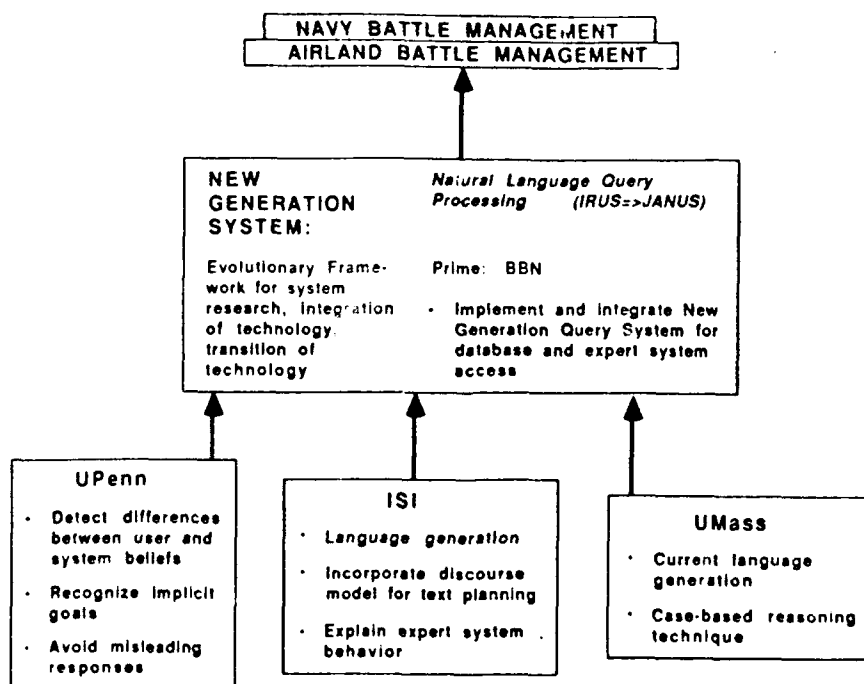 NAVY BATTLE MANAGEMENT
AIRLAND BATTLE MANAGEMENT
NEW
GENERATION
SYSTEM:
Evolutionary Frame-
work for system
research, integration
of technology,
transition of
technology
Natural Language Query
Processing (IRUS=>JANUS)
Prime: BBN
• Implement and integrate New
Generation Query System for
database and expert system
access
UPenn
• Detect differences
between user and
system beliefs
• Recognize implicit
goals
• Avoid misleading
responses
ISI
• Language generation
• Incorporate discourse
model for text planning
• Explain expert system
behavior
UMass
• Current language
generation
• Case-based reasoning
technique